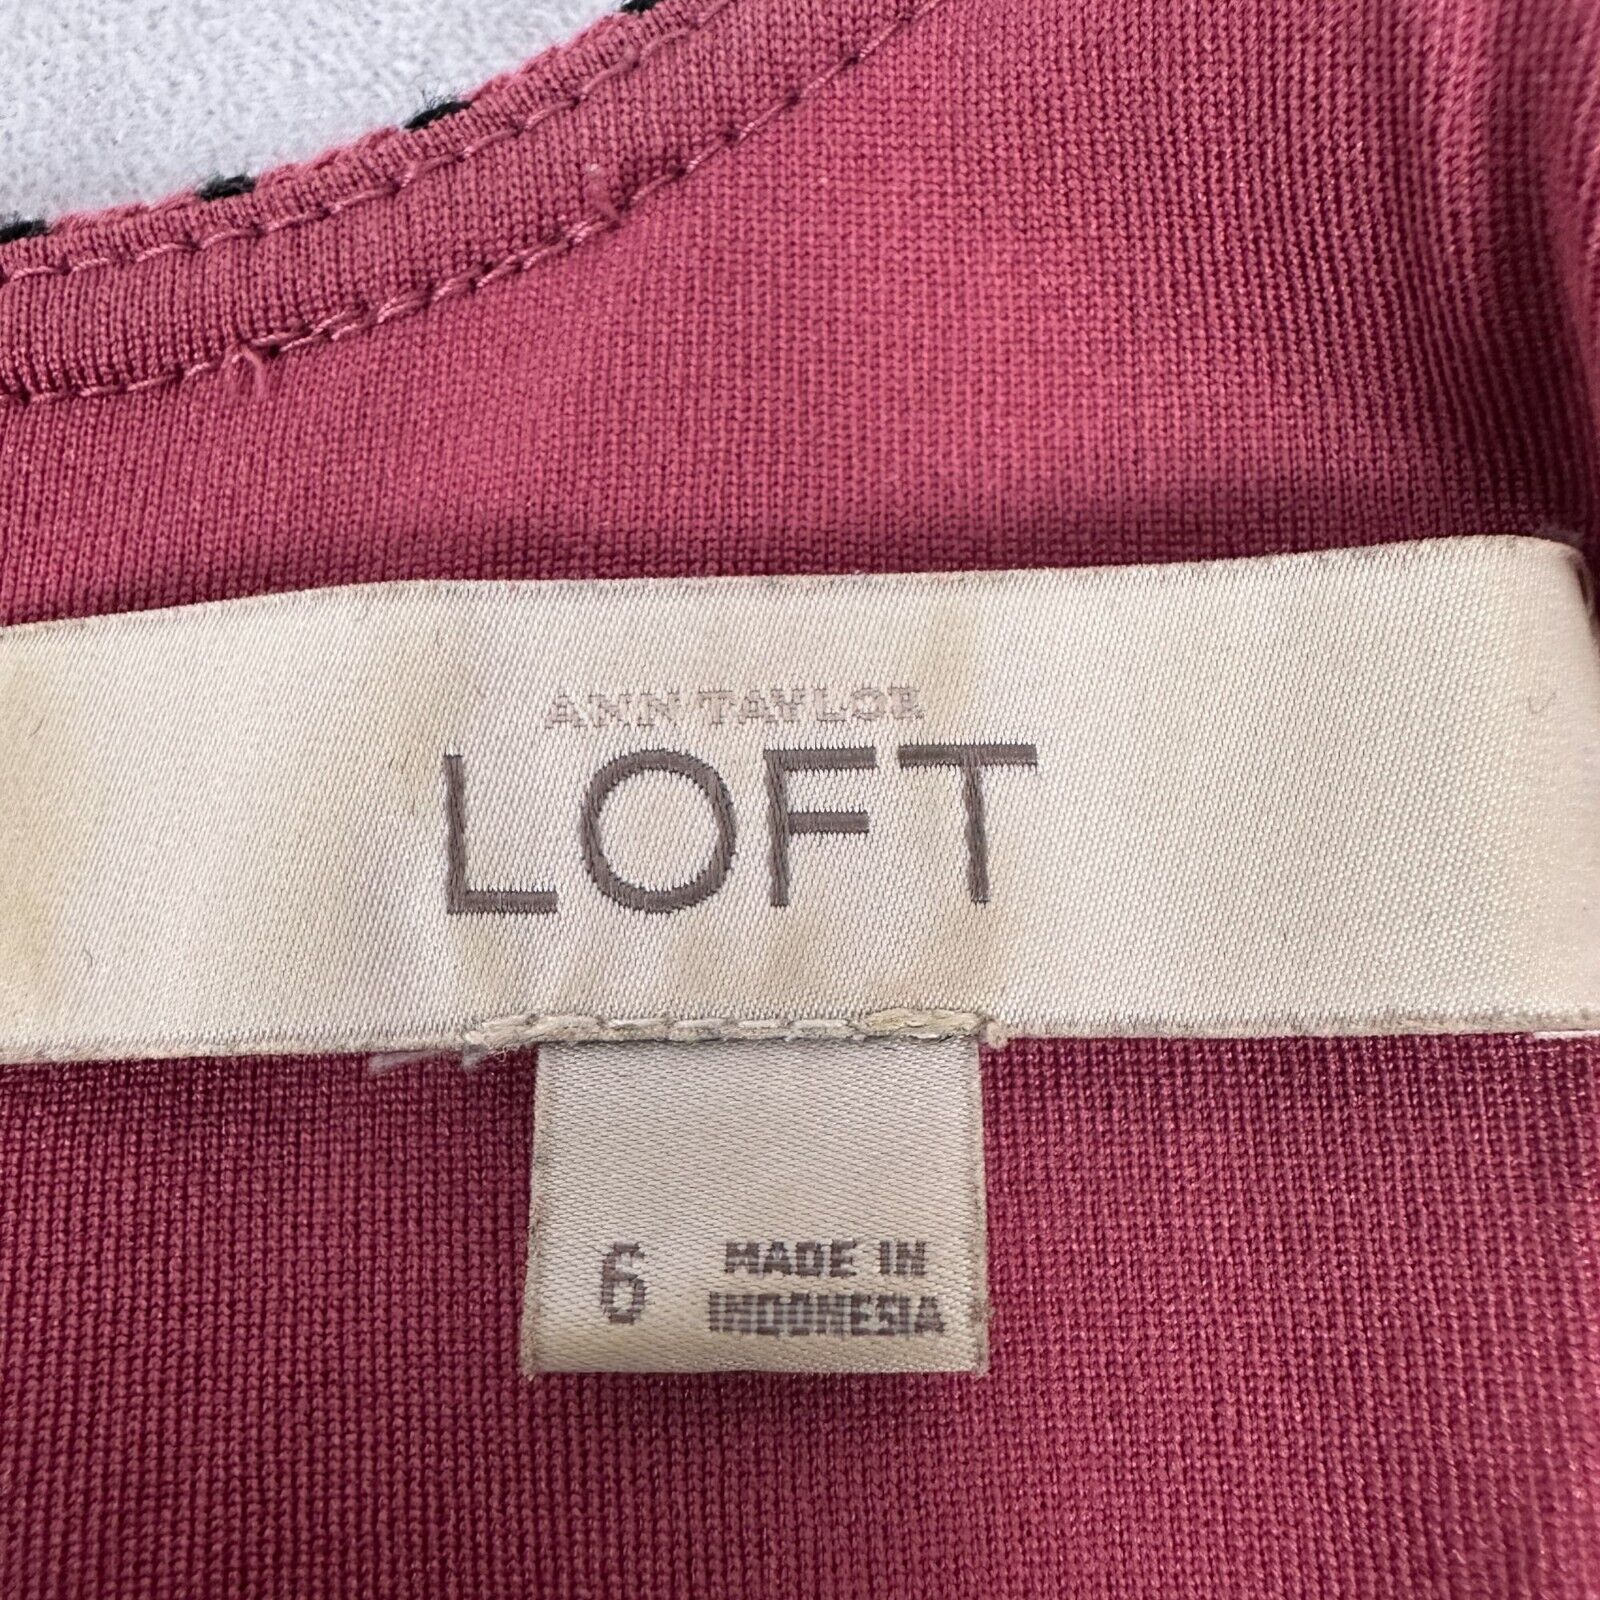 ANN TAYLOR
LOFT
6 MADE IN
INDONESIA